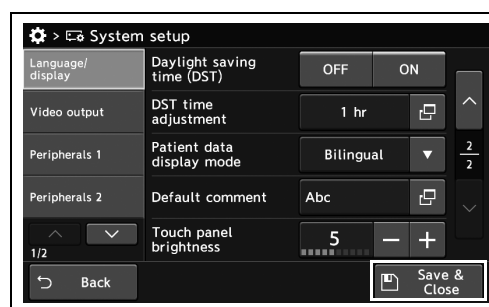 > System setup
Language/
display
Video output
Peripherals 1
Peripherals 2
1/2
Back
Daylight saving
time (DST)
OFF
ON
DST time
adjustment
1 hr
Patient data
display mode
Bilingual
Default comment
Abc
Touch panel
brightness
5
2
2
Save &
Close